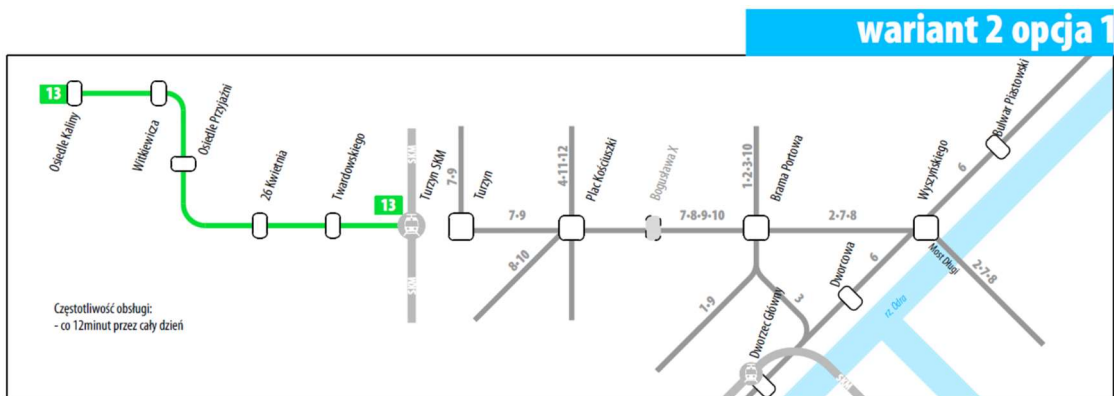 wariant 2 opcja 1
13
Osiedle Kaliny
Witkiewicza
Osiedle Przyjaźni
26 Kwietnia
Twardowskiego
13
SKM
Turzyn SKM
SKM
7•9
Turzyn
7•9
4•11•12
Plac Kościuszki
8•10
Bogusława X
7•8•9•10
1•2•3•10
Brama Portowa
2•7•8
Wyszyńskiego
6
Bulwar Piastowski
Most Długi
2•7•8
6
Dworcowa
3
1•9
Dworzec Główny
SKM
rz. Odra
Częstotliwość obsługi:
- co 12minut przez cały dzień